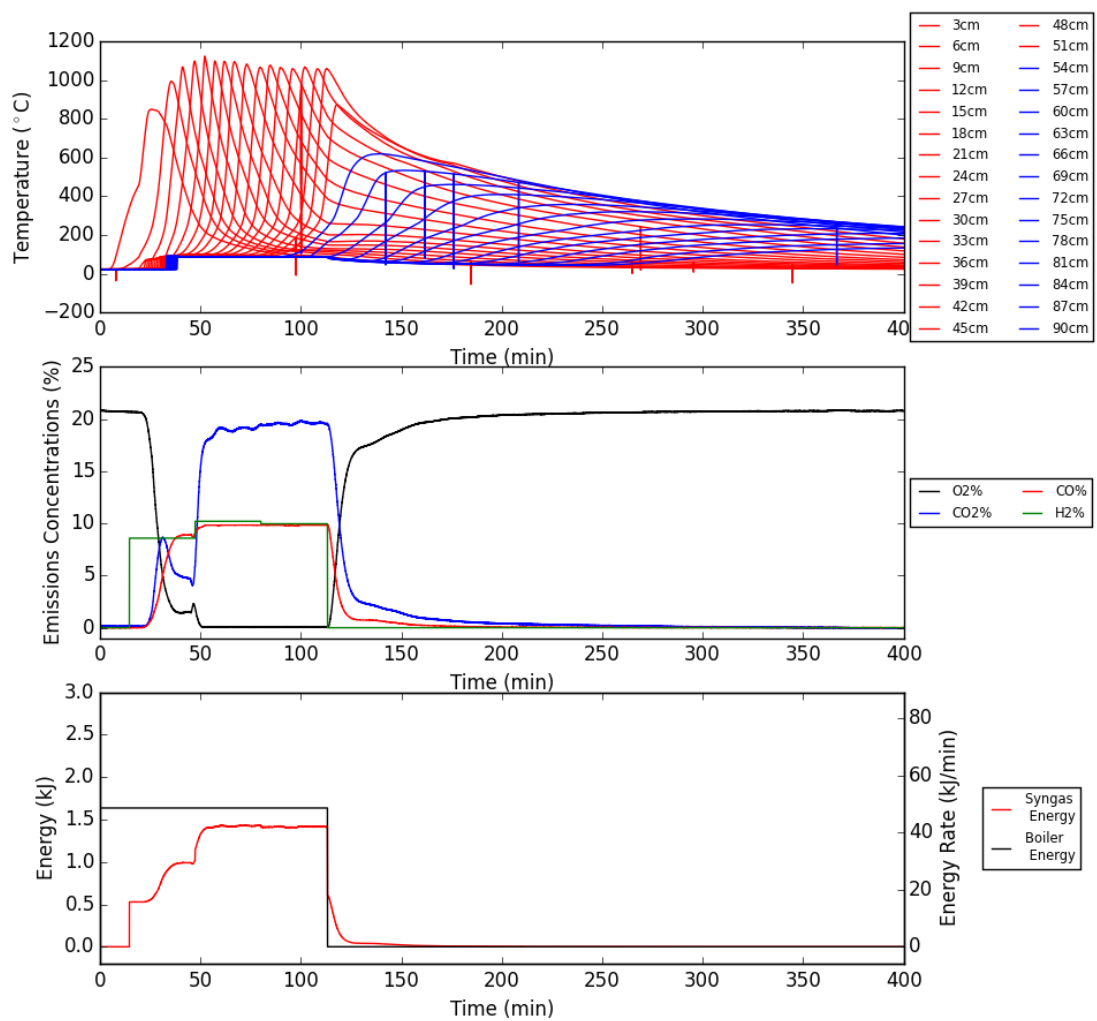 1200
1000
800
600
400
200
0
−200
Temperature (°C)
0 50 100 150 200 250 300 350 40
Time (min)
3cm 48cm
6cm 51cm
9cm 54cm
12cm 57cm
15cm 60cm
18cm 63cm
21cm 66cm
24cm 69cm
27cm 72cm
30cm 75cm
33cm 78cm
36cm 81cm
39cm 84cm
42cm 87cm
45cm 90cm
25
20
15
10
5
0
Emissions Concentrations (%)
0 50 100 150 200 250 300 350 400
Time (min)
O2% CO%
CO2% H2%
3.0
2.5
2.0
1.5
1.0
0.5
0.0
Energy (kJ)
80
60
40
20
0
Energy Rate (kJ/min)
0 50 100 150 200 250 300 350 400
Time (min)
Syngas
Energy
Boiler
Energy